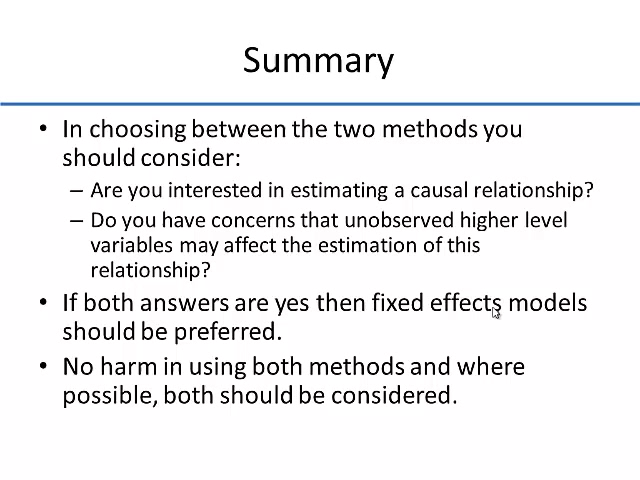 Summary
• In choosing between the two methods you
should consider:
– Are you interested in estimating a causal relationship?
– Do you have concerns that unobserved higher level
variables may affect the estimation of this
relationship?
• If both answers are yes then fixed effects models
should be preferred.
• No harm in using both methods and where
possible, both should be considered.